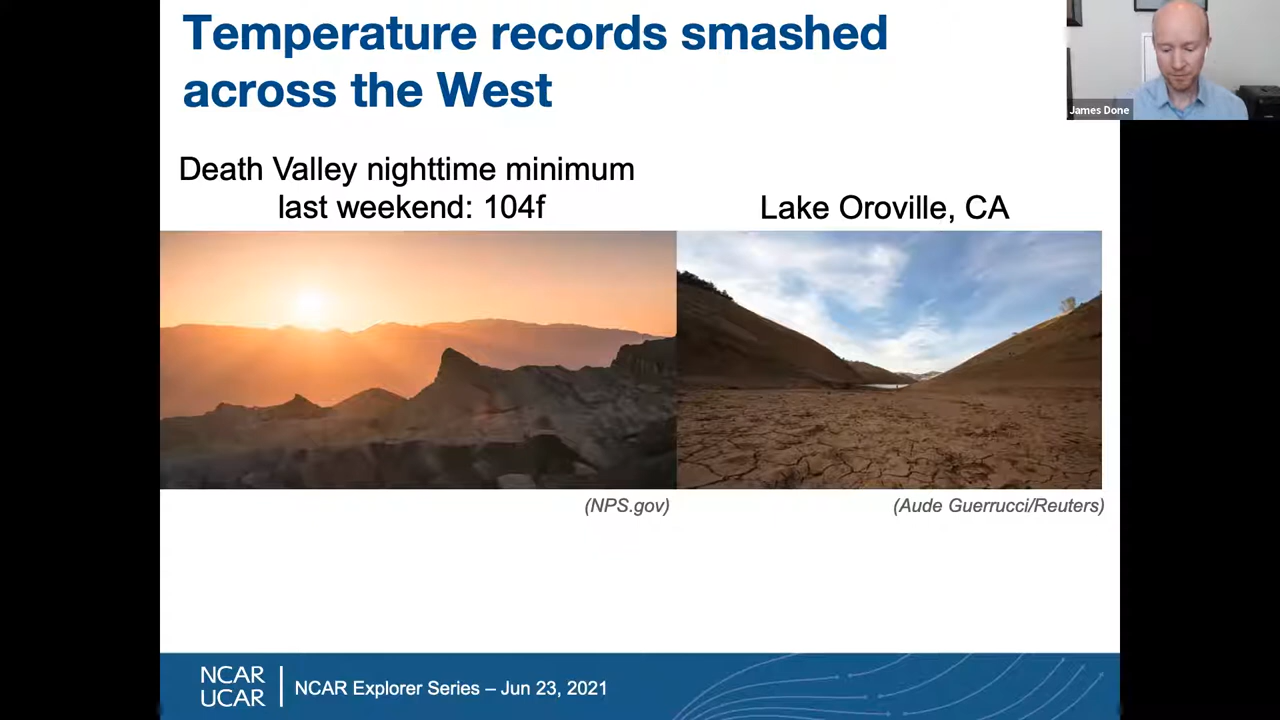 Temperature records smashed
across the West
James Done
Death Valley nighttime minimum
last weekend: 104f
Lake Oroville, CA
(NPS.gov)
(Aude Guerrucci/Reuters)
NCAR
UCAR
NCAR Explorer Series – Jun 23, 2021